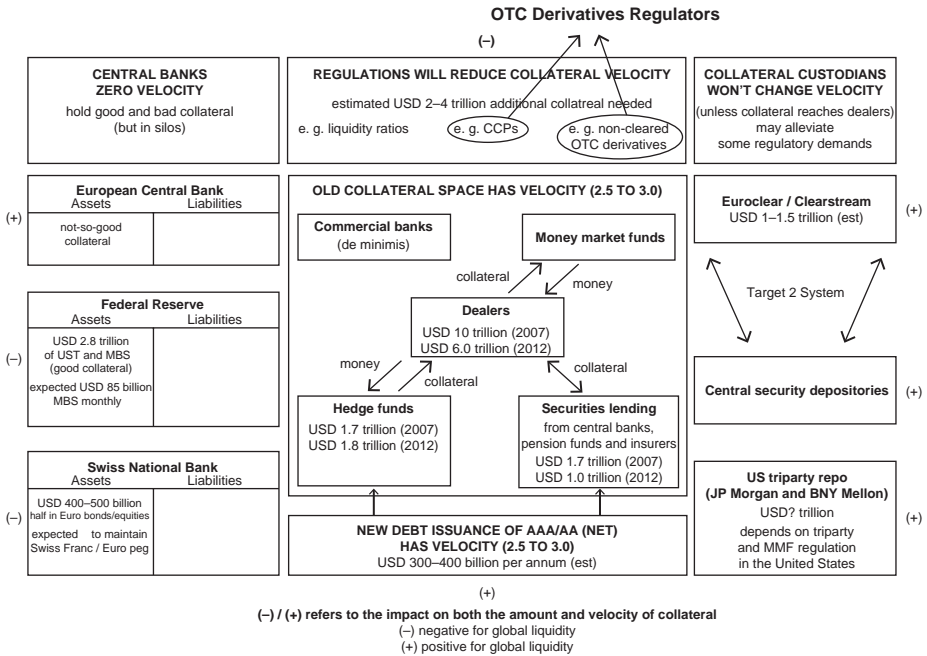 OTC Derivatives Regulators
(–)
CENTRAL BANKS
ZERO VELOCITY
hold good and bad collateral
(but in silos)
REGULATIONS WILL REDUCE COLLATERAL VELOCITY
estimated USD 2–4 trillion additional collatreal needed
e. g. liquidity ratios
e. g. CCPs
e. g. non-cleared
OTC derivatives
COLLATERAL CUSTODIANS
WON'T CHANGE VELOCITY
(unless collateral reaches dealers)
may alleviate
some regulatory demands
(+)
European Central Bank
Assets
Liabilities
not-so-good
collateral
(–)
Federal Reserve
Assets
Liabilities
USD 2.8 trillion
of UST and MBS
(good collateral)
expected USD 85 billion
MBS monthly
(–)
Swiss National Bank
Assets
Liabilities
USD 400–500 billion
half in Euro bonds/equities
expected to maintain
Swiss Franc / Euro peg
OLD COLLATERAL SPACE HAS VELOCITY (2.5 TO 3.0)
Commercial banks
(de minimis)
Money market funds
collateral
money
Dealers
USD 10 trillion (2007)
USD 6.0 trillion (2012)
money
collateral
collateral
Hedge funds
USD 1.7 trillion (2007)
USD 1.8 trillion (2012)
Securities lending
from central banks,
pension funds and insurers
USD 1.7 trillion (2007)
USD 1.0 trillion (2012)
NEW DEBT ISSUANCE OF AAA/AA (NET)
HAS VELOCITY (2.5 TO 3.0)
USD 300–400 billion per annum (est)
(+)
Euroclear / Clearstream
USD 1–1.5 trillion (est)
(+)
Target 2 System
Central security depositories
(+)
US triparty repo
(JP Morgan and BNY Mellon)
USD? trillion
depends on triparty
and MMF regulation
in the United States
(+)
(–) / (+) refers to the impact on both the amount and velocity of collateral
(–) negative for global liquidity
(+) positive for global liquidity